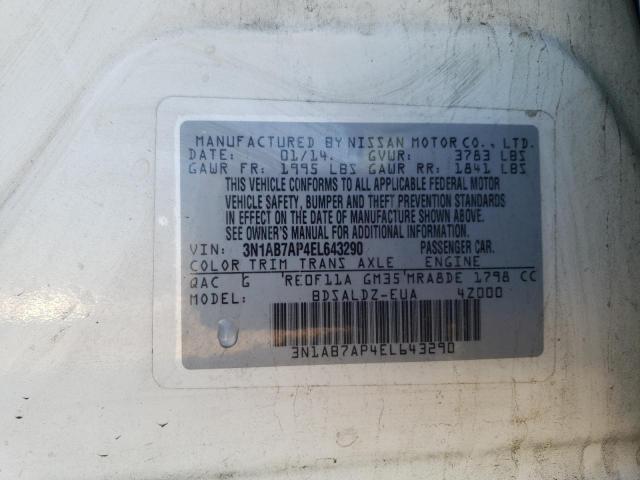 MANUFACTURED BY NISSAN MOTOR CO., LTD.
DATE: 01/14. GVWR: 3783 LBS
GAWR FR: 1995 LBS GAWR RR: 1841 LBS
THIS VEHICLE CONFORMS TO ALL APPLICABLE FEDERAL MOTOR
VEHICLE SAFETY, BUMPER AND THEFT PREVENTION STANDARDS
IN EFFECT ON THE DATE OF MANUFACTURE SHOWN ABOVE.
SEE OWNER'S MANUAL FOR ADDITIONAL INFORMATION.
VIN: 3N1AB7AP4EL643290 PASSENGER CAR.
COLOR TRIM TRANS AXLE ENGINE
QAC G 'RE0F11A GM35'MRA8DE 1798 CC
MODEL: BDSALDZ-EUA 4Z000
3N1AB7AP4EL643290